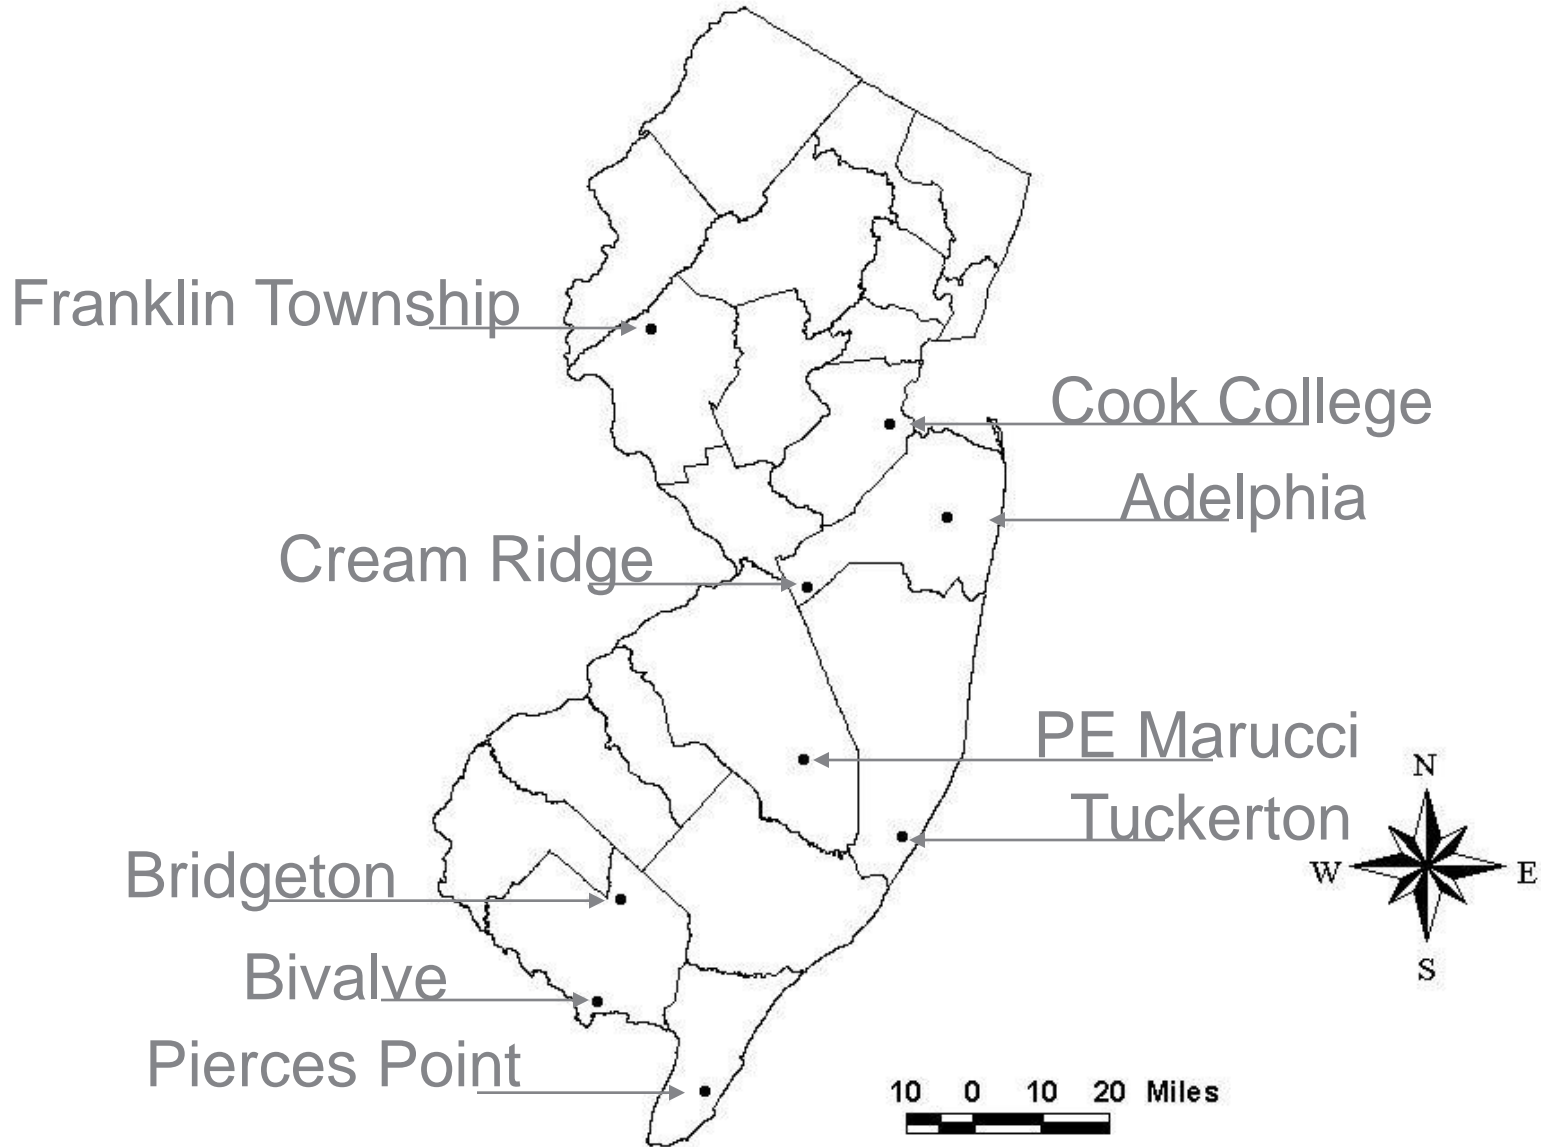 Franklin Township
Cook College
Adelphia
Cream Ridge
PE Marucci
N
Tuckerton
W
E
Bridgeton
Bivalve
S
Pierces Point
10 0 10 20 Miles